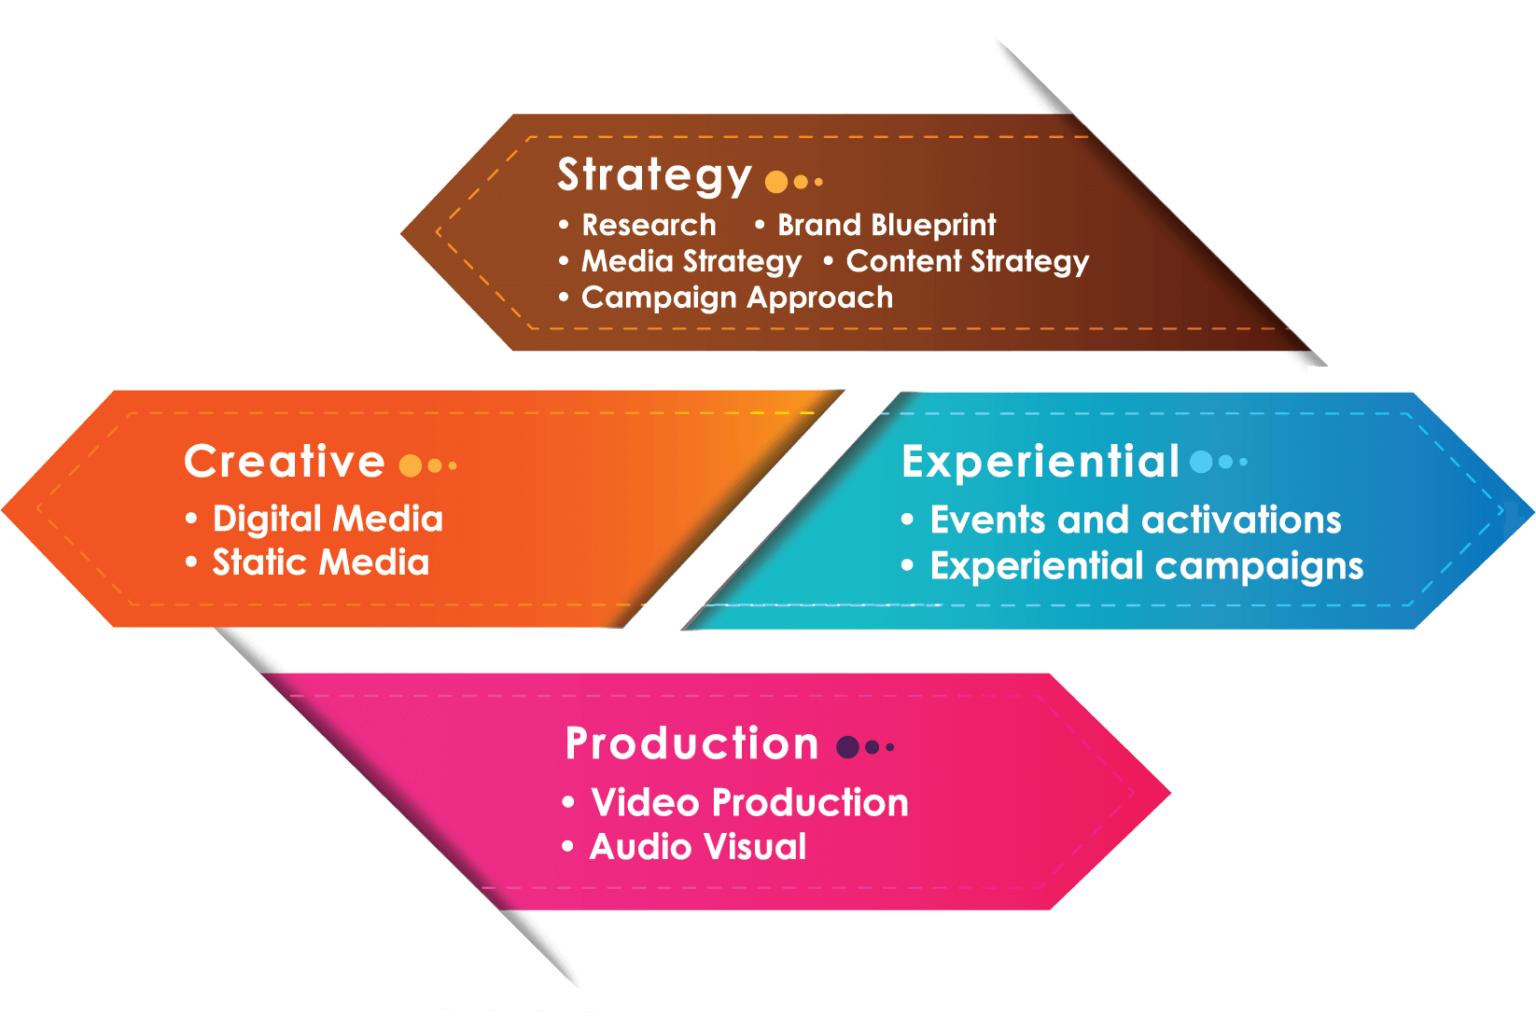 Strategy
• Research • Brand Blueprint
• Media Strategy • Content Strategy
• Campaign Approach
Creative
• Digital Media
• Static Media
Experiential
• Events and activations
• Experiential campaigns
Production
• Video Production
• Audio Visual